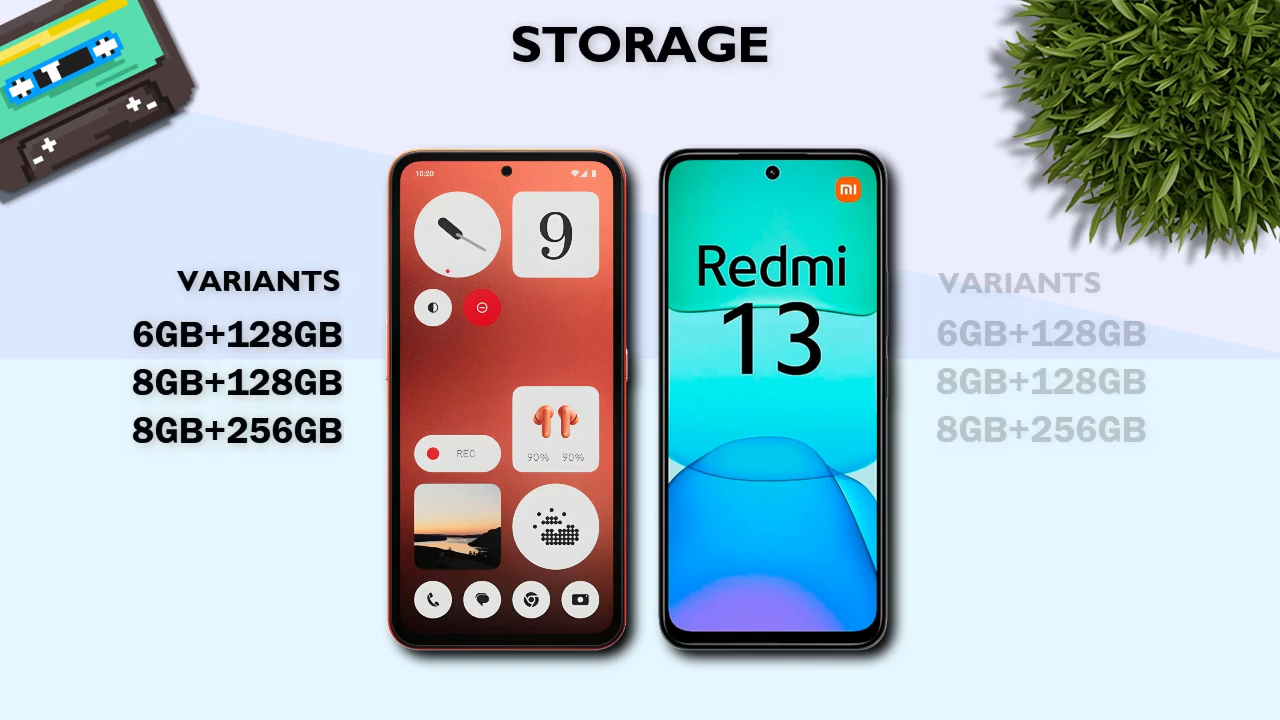 STORAGE
VARIANTS
6GB+128GB
8GB+128GB
8GB+256GB
10:20
9
REC
90% 90%
T
mi
Redmi
13
VARIANTS
6GB+128GB
8GB+128GB
8GB+256GB